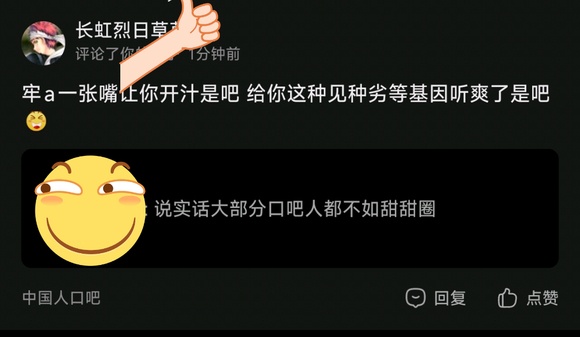 长虹烈日草
评论了你 1分钟前
牢a一张嘴让你开汁是吧 给你这种见种劣等基因听爽了是吧
: 说实话大部分口吧人都不如甜甜圈
中国人口吧 回复 点赞